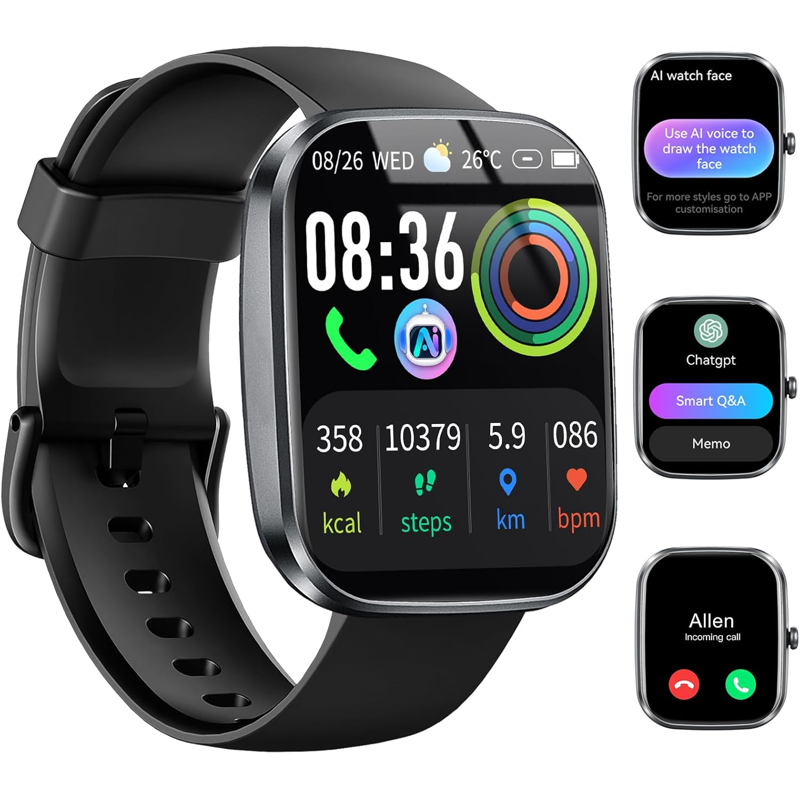 08/26 WED 26°C
08:36
Ai
358 10379 5.9 086
kcal steps km bpm
AI watch face
Use AI voice to
draw the watch
face
For more styles go to APP
customisation
Chatgpt
Smart Q&A
Memo
Allen
Incoming call